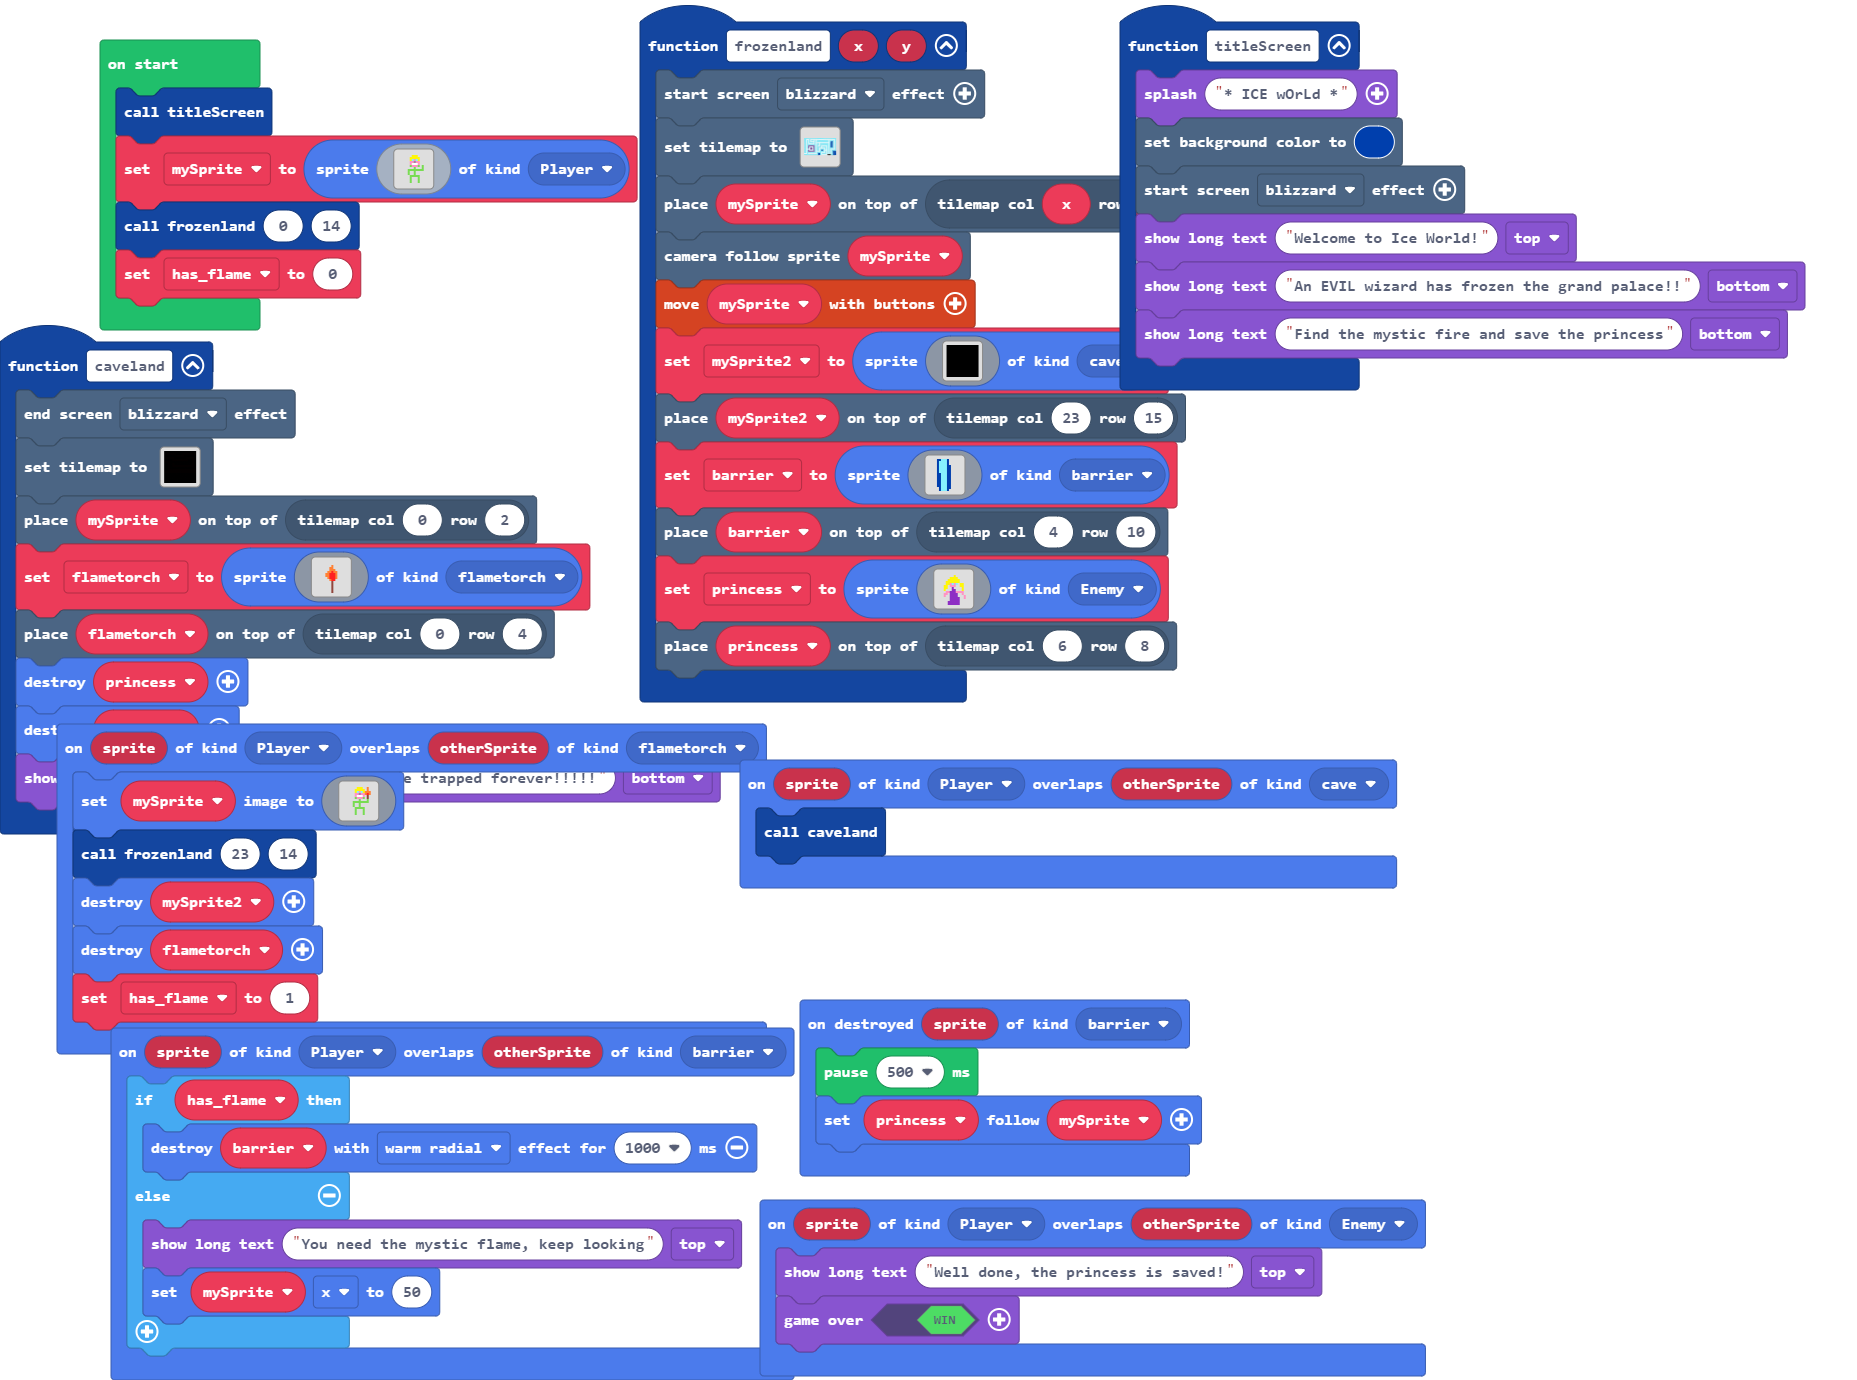 on start
call titleScreen
set mySprite to sprite of kind Player
call frozenland 0 14
set has_flame to 0
function caveland
end screen blizzard effect
set tilemap to
place mySprite on top of tilemap col 0 row 2
set flametorch to sprite of kind flametorch
place flametorch on top of tilemap col 0 row 4
destroy princess
show e trapped forever!!!!!" bottom
function frozenland x y
start screen blizzard effect
set tilemap to
place mySprite on top of tilemap col x row
camera follow sprite mySprite
move mySprite with buttons
set mySprite2 to sprite of kind cave
place mySprite2 on top of tilemap col 23 row 15
set barrier to sprite of kind barrier
place barrier on top of tilemap col 4 row 10
set princess to sprite of kind Enemy
place princess on top of tilemap col 6 row 8
function titleScreen
splash "* ICE wOrLd *"
set background color to
start screen blizzard effect
show long text "Welcome to Ice World!" top
show long text "An EVIL wizard has frozen the grand palace!!" bottom
show long text "Find the mystic fire and save the princess" bottom
on sprite of kind Player overlaps otherSprite of kind flametorch
set mySprite image to
call frozenland 23 14
destroy mySprite2
destroy flametorch
set has_flame to 1
on sprite of kind Player overlaps otherSprite of kind cave
call caveland
on sprite of kind Player overlaps otherSprite of kind barrier
if has_flame then
destroy barrier with warm radial effect for 1000 ms
else
show long text "You need the mystic flame, keep looking" top
set mySprite x to 50
on destroyed sprite of kind barrier
pause 500 ms
set princess follow mySprite
on sprite of kind Player overlaps otherSprite of kind Enemy
show long text "Well done, the princess is saved!" top
game over WIN